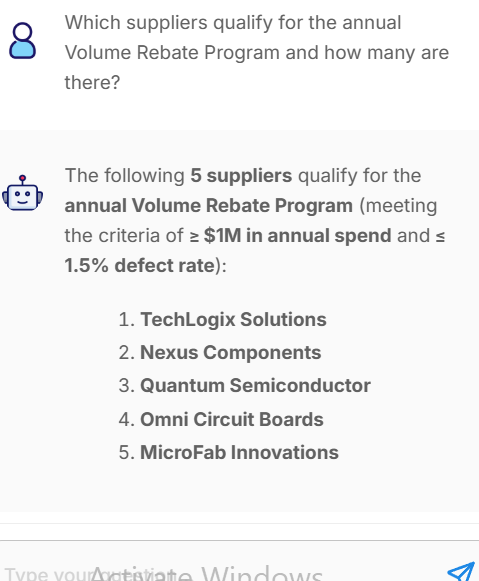 Which suppliers qualify for the annual
Volume Rebate Program and how many are
there?
The following 5 suppliers qualify for the
annual Volume Rebate Program (meeting
the criteria of ≥ $1M in annual spend and ≤
1.5% defect rate):
1. TechLogix Solutions
2. Nexus Components
3. Quantum Semiconductor
4. Omni Circuit Boards
5. MicroFab Innovations
Type your question
Activate Windows